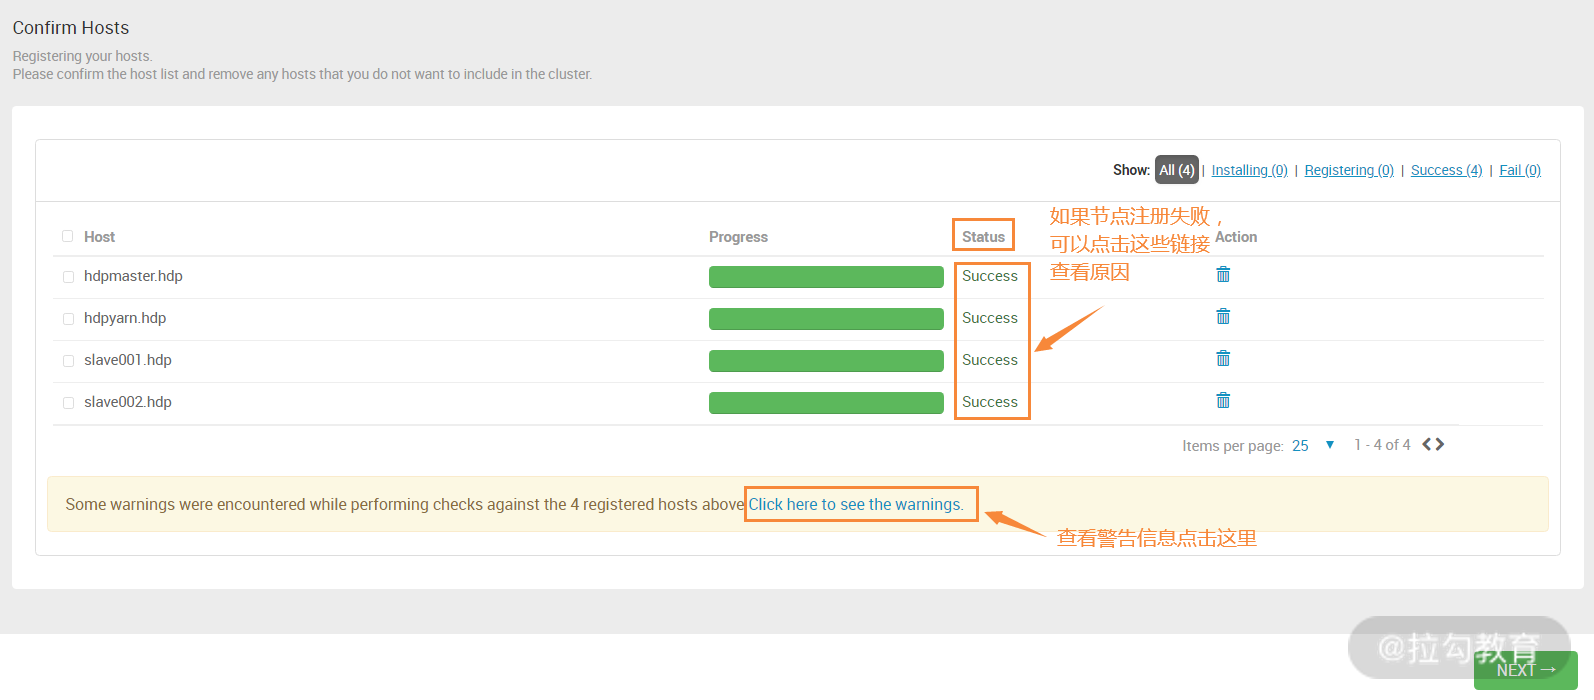 Confirm Hosts
Registering your hosts.
Please confirm the host list and remove any hosts that you do not want to include in the cluster.
Show: All (4) | Installing (0) | Registering (0) | Success (4) | Fail (0)
如果节点注册失败，
可以点击这些链接
查看原因
Host Progress Status Action
hdpmaster.hdp Success
hdpyarn.hdp Success
slave001.hdp Success
slave002.hdp Success
Items per page: 25 1 - 4 of 4
Some warnings were encountered while performing checks against the 4 registered hosts above Click here to see the warnings.
查看警告信息点击这里
@拉勾教育
NEXT →